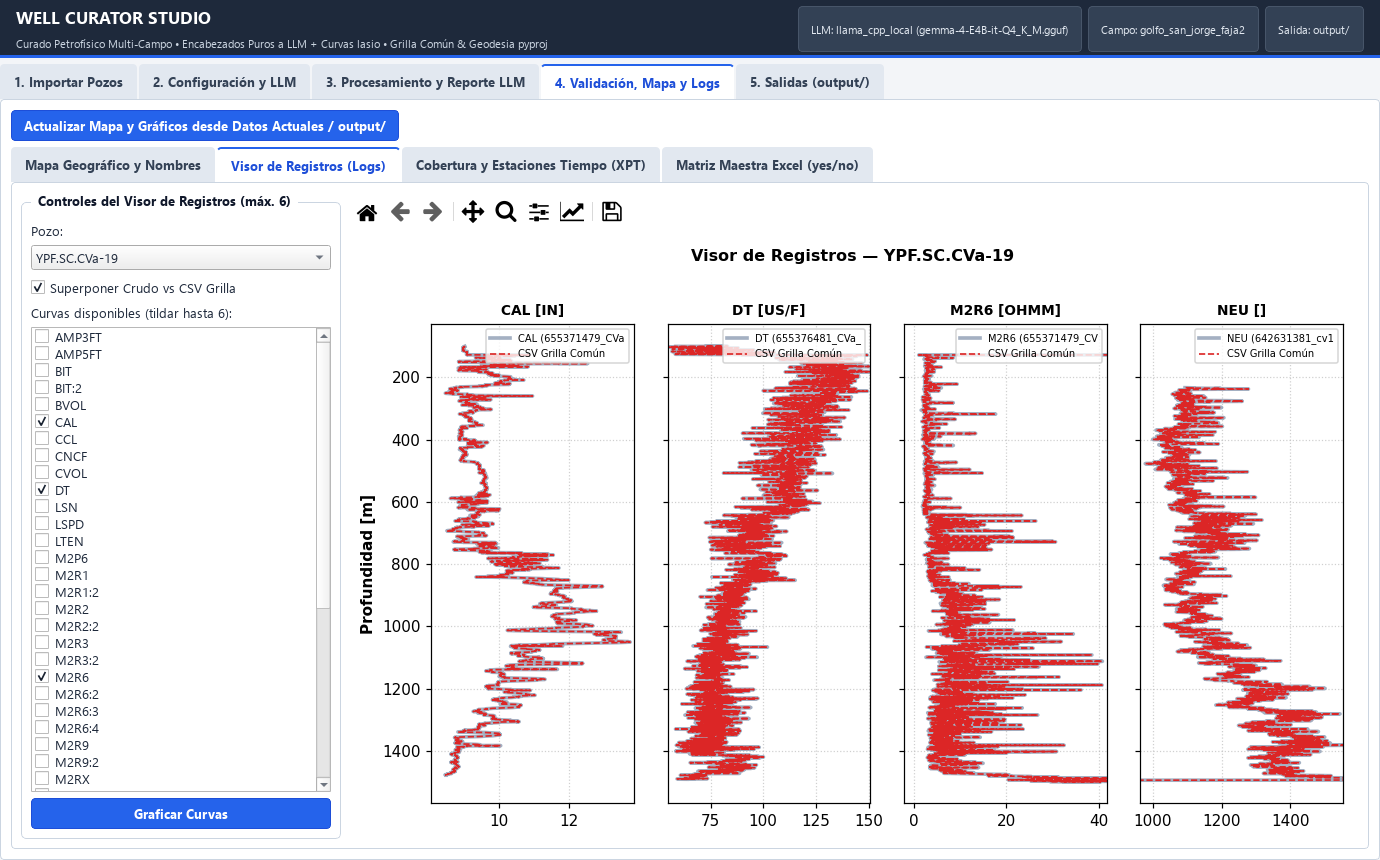 WELL CURATOR STUDIO
Curado Petrofísico Multi-Campo • Encabezados Puros a LLM + Curvas lasio • Grilla Común & Geodesia pyproj
LLM: llama_cpp_local (gemma-4-E4B-it-Q4_K_M.gguf)
Campo: golfo_san_jorge_faja2
Salida: output/
1. Importar Pozos
2. Configuración y LLM
3. Procesamiento y Reporte LLM
4. Validación, Mapa y Logs
5. Salidas (output/)
Actualizar Mapa y Gráficos desde Datos Actuales / output/
Mapa Geográfico y Nombres
Visor de Registros (Logs)
Cobertura y Estaciones Tiempo (XPT)
Matriz Maestra Excel (yes/no)
Controles del Visor de Registros (máx. 6)
Pozo:
YPF.SC.CVa-19
Superponer Crudo vs CSV Grilla
Curvas disponibles (tildar hasta 6):
AMP3FT
AMP5FT
BIT
BIT:2
BVOL
CAL
CCL
CNCF
CVOL
DT
LSN
LSPD
LTEN
M2P6
M2R1
M2R1:2
M2R2
M2R2:2
M2R3
M2R3:2
M2R6
M2R6:2
M2R6:3
M2R6:4
M2R9
M2R9:2
M2RX
Graficar Curvas
Visor de Registros — YPF.SC.CVa-19
CAL [IN]
CAL (655371479_CVa
CSV Grilla Común
DT [US/F]
DT (655376481_CVa_
CSV Grilla Común
M2R6 [OHMM]
M2R6 (655371479_CV
CSV Grilla Común
NEU []
NEU (642631381_cv1
CSV Grilla Común
Profundidad [m]
200
400
600
800
1000
1200
1400
10 12
75 100 125 150
0 20 40
1000 1200 1400